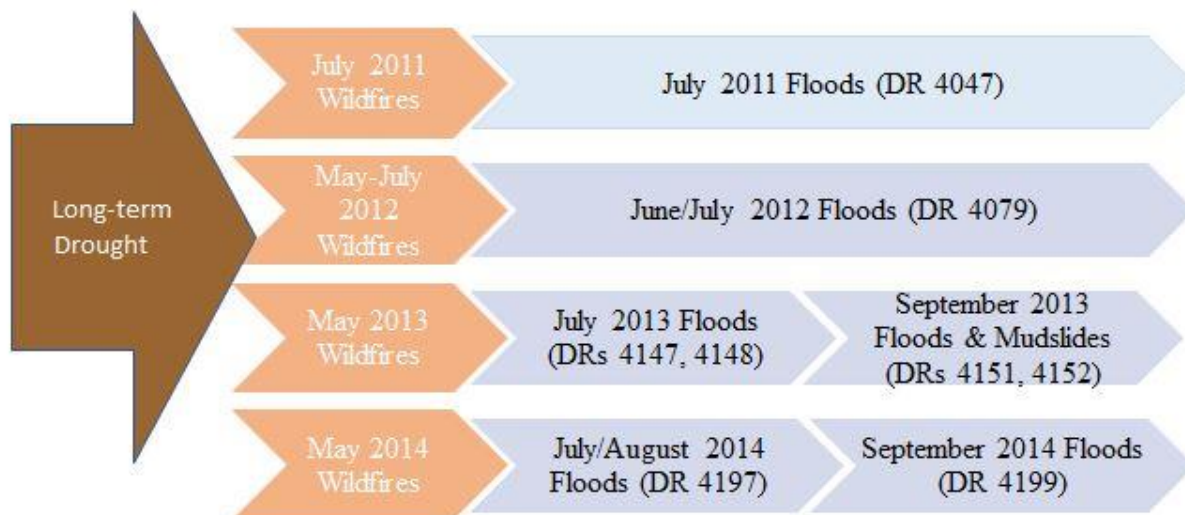 Long-term
Drought
July 2011
Wildfires
July 2011 Floods (DR 4047)
May-July
2012
Wildfires
June/July 2012 Floods (DR 4079)
May 2013
Wildfires
July 2013 Floods
(DRs 4147, 4148)
September 2013
Floods & Mudslides
(DRs 4151, 4152)
May 2014
Wildfires
July/August 2014
Floods (DR 4197)
September 2014 Floods
(DR 4199)